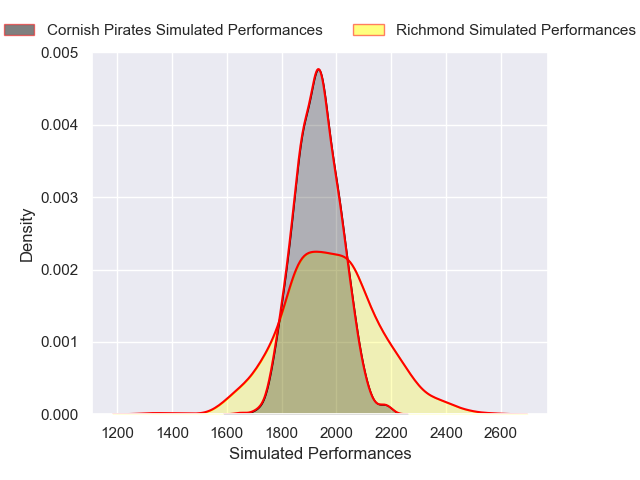 Cornish Pirates Simulated Performances
Richmond Simulated Performances
0.005
0.004
0.003
0.002
0.001
0.000
Density
1200 1400 1600 1800 2000 2200 2400 2600
Simulated Performances